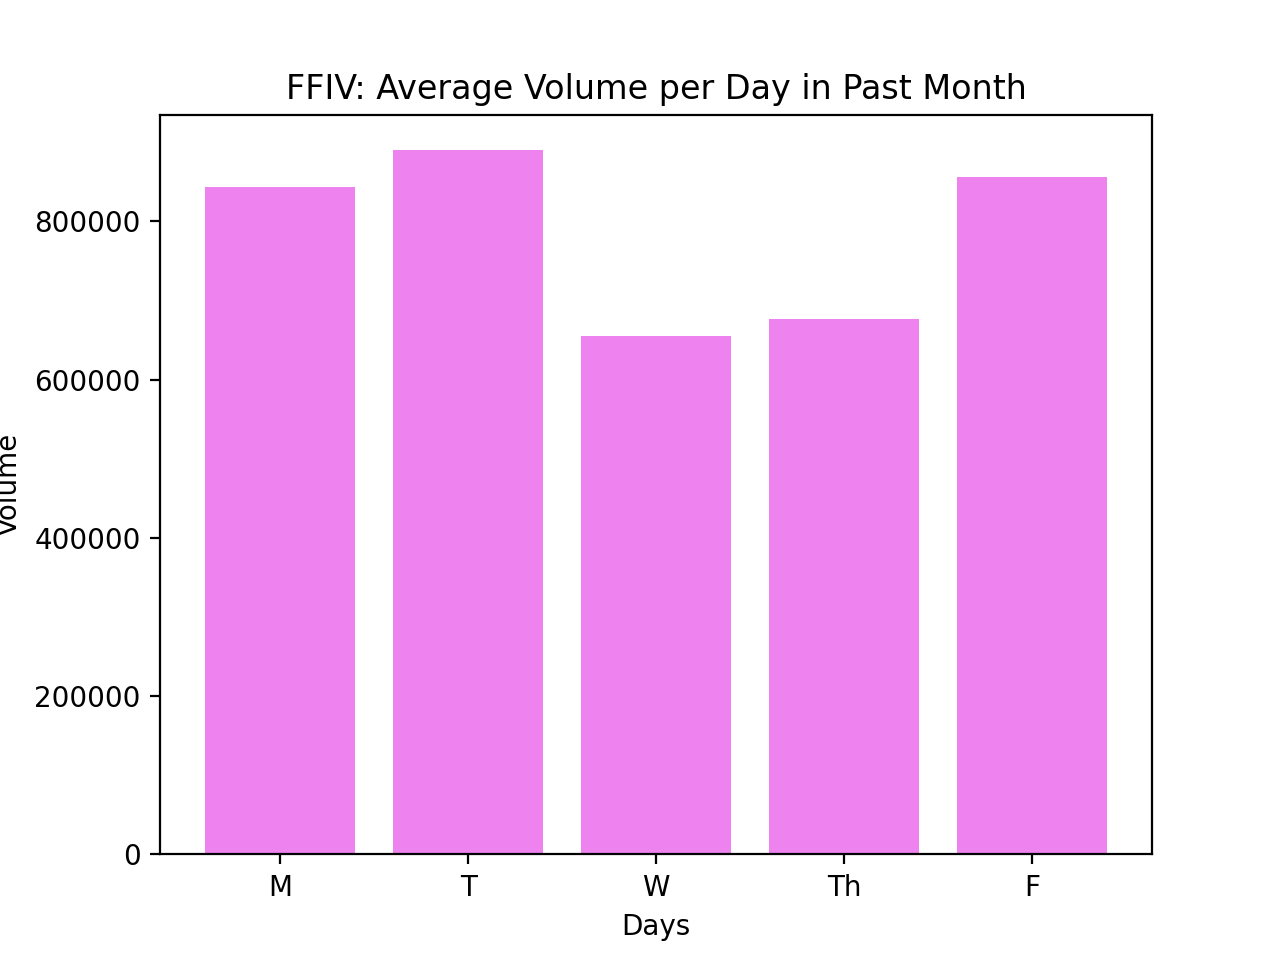 FFIV: Average Volume per Day in Past Month
800000
600000
400000
200000
0
Volume
M T W Th F
Days